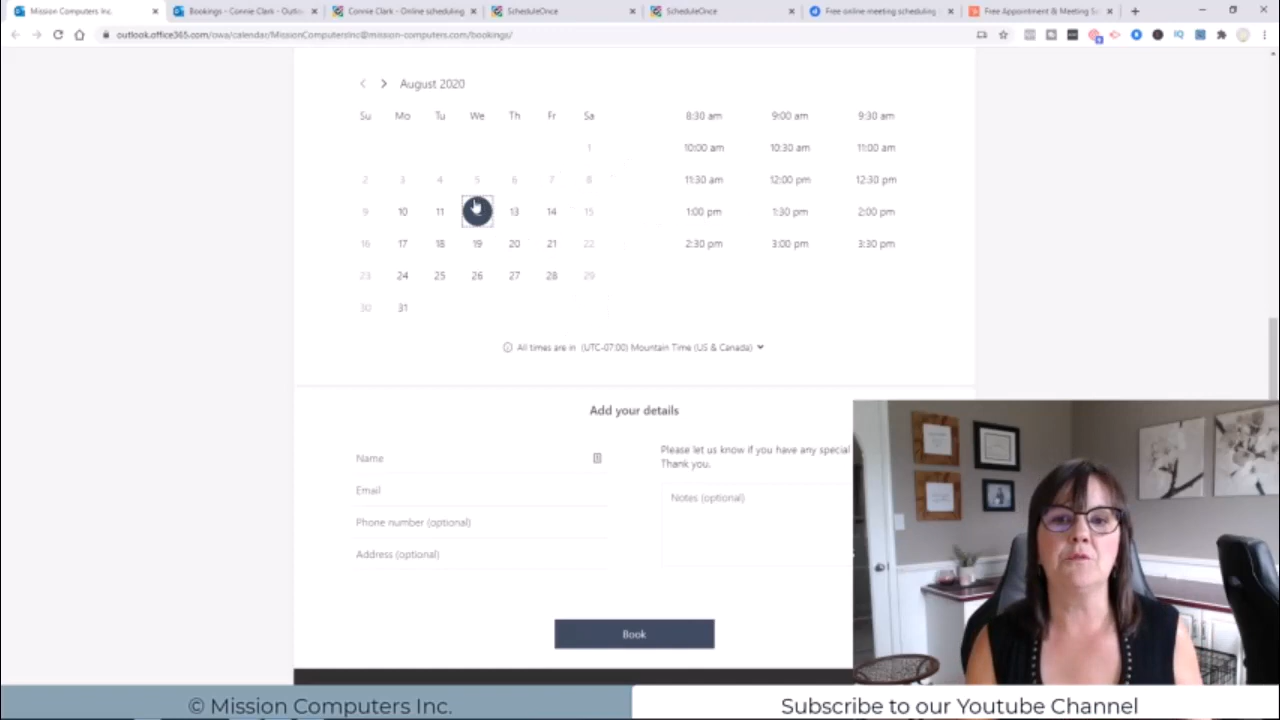 Mission Computers Inc.
Bookings - Connie Clark - Outlo
Connie Clark - Online scheduling
ScheduleOnce
ScheduleOnce
Free online meeting scheduling
Free Appointment & Meeting Sc
outlook.office365.com/owa/calendar/MissionComputersInc@mission-computers.com/bookings/
August 2020
Su Mo Tu We Th Fr Sa
1
2 3 4 5 6 7 8
9 10 11 13 14 15
16 17 18 19 20 21 22
23 24 25 26 27 28 29
30 31
8:30 am 9:00 am 9:30 am
10:00 am 10:30 am 11:00 am
11:30 am 12:00 pm 12:30 pm
1:00 pm 1:30 pm 2:00 pm
2:30 pm 3:00 pm 3:30 pm
All times are in (UTC-07:00) Mountain Time (US & Canada)
Add your details
Name
Email
Phone number (optional)
Address (optional)
Please let us know if you have any special
Thank you.
Notes (optional)
Book
© Mission Computers Inc.
Subscribe to our Youtube Channel